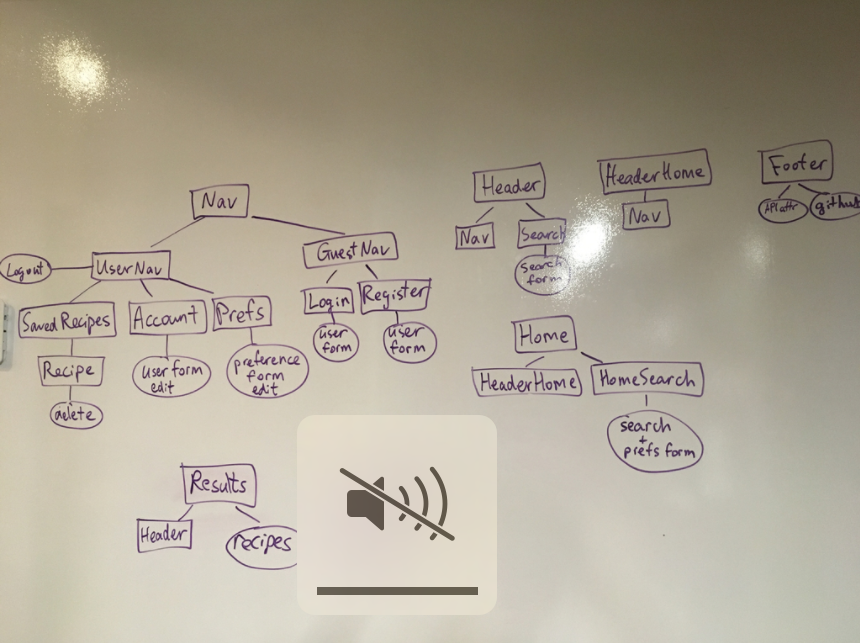 Nav
UserNav
GuestNav
Logout
Saved Recipes
Account
Prefs
Login
Register
Recipe
user form
edit
preference
form
edit
user
form
user
form
delete
Header
Nav
Search
search
form
HeaderHome
Nav
Footer
API attr
github
Home
HeaderHome
HomeSearch
search
+
prefs form
Results
Header
recipes